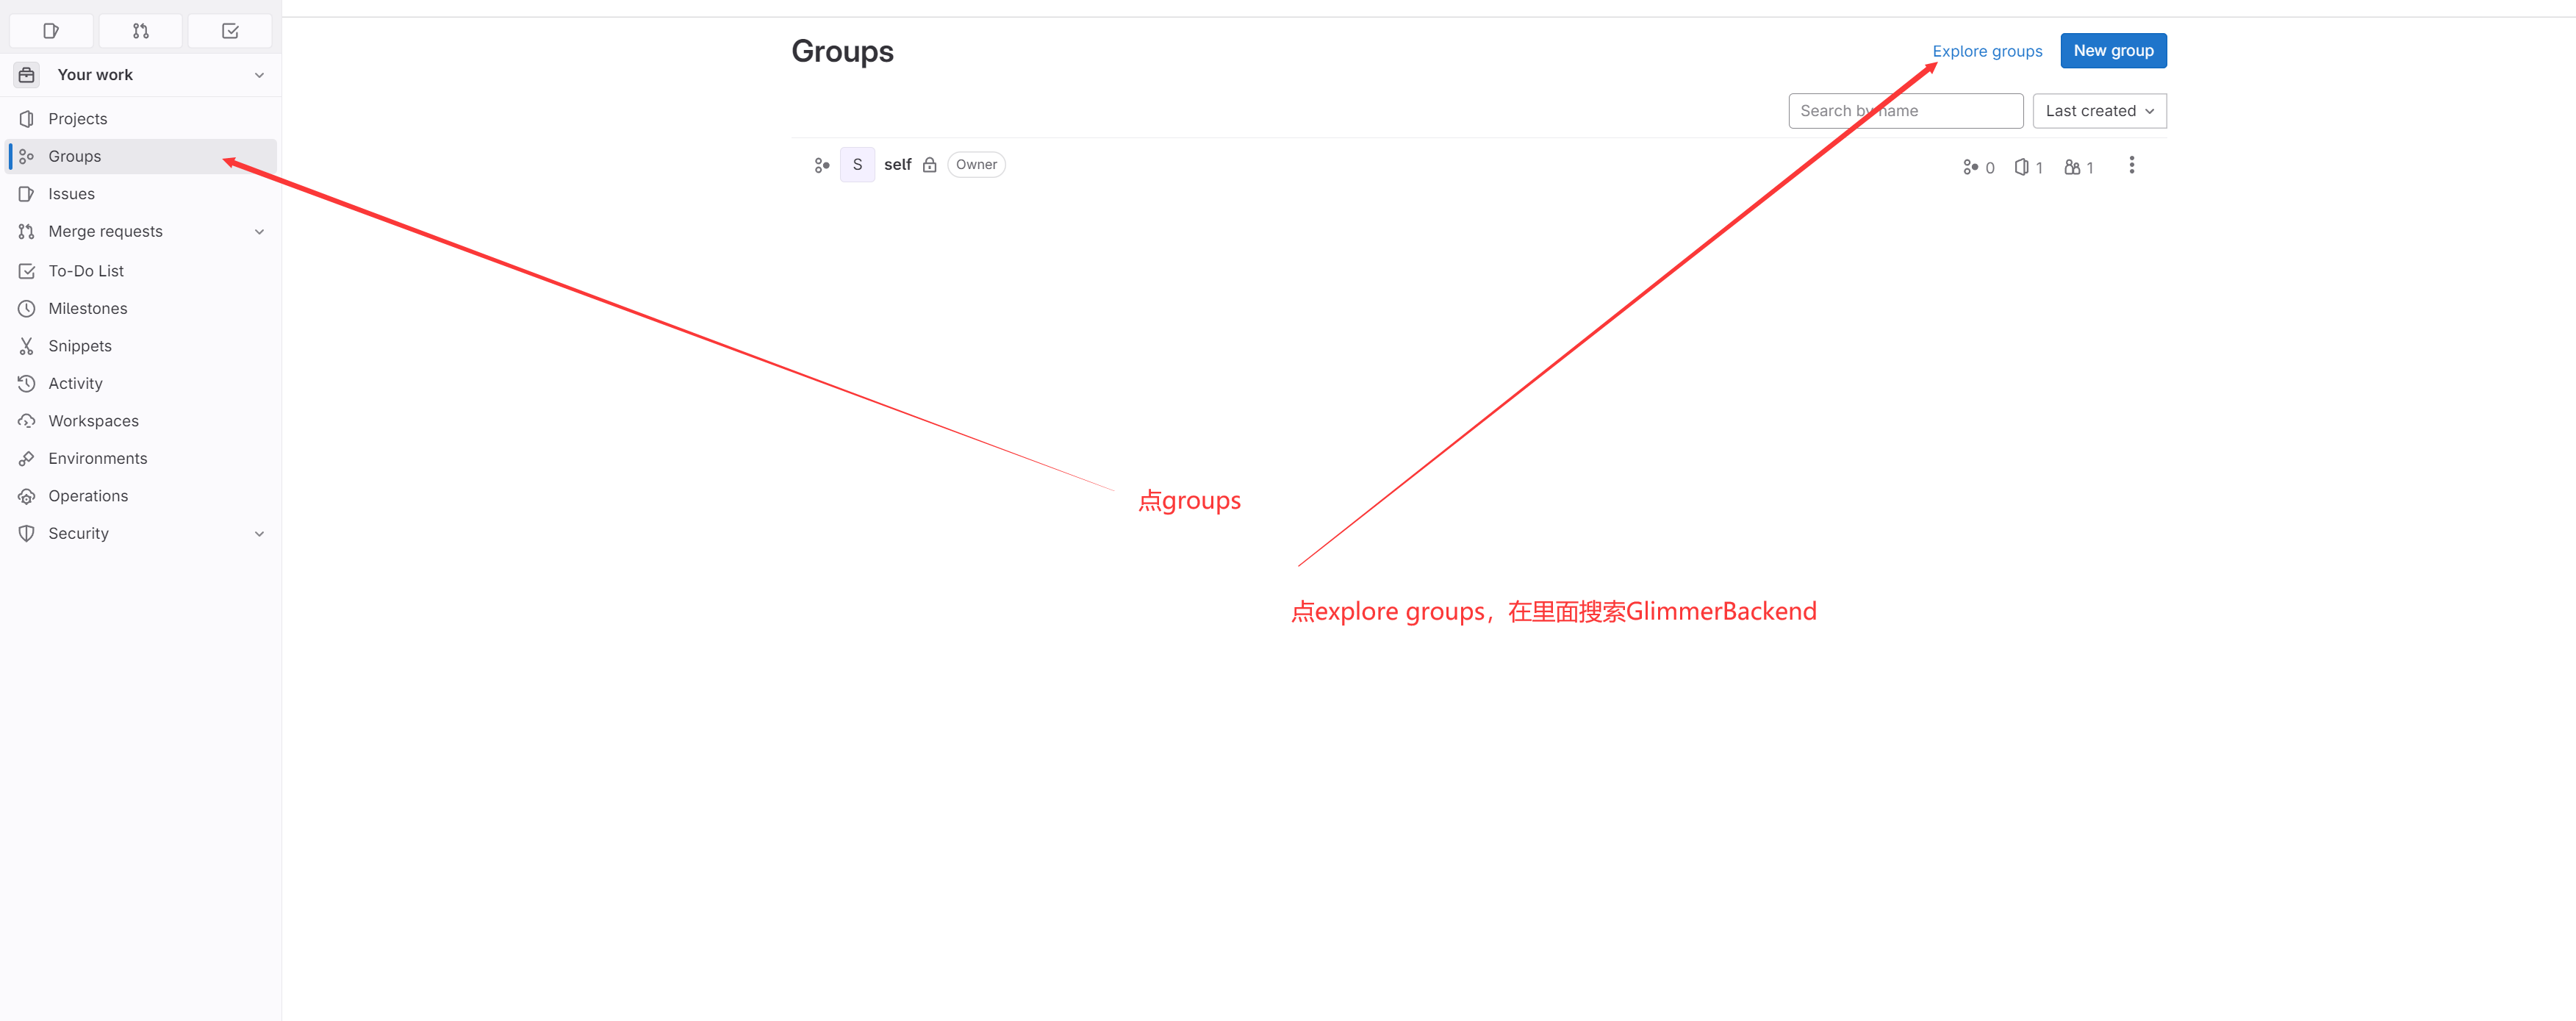 Your work
Projects
Groups
Issues
Merge requests
To-Do List
Milestones
Snippets
Activity
Workspaces
Environments
Operations
Security
Groups
Explore groups
New group
Search by name
Last created
S self Owner
0 1 1
点groups
点explore groups，在里面搜索GlimmerBackend